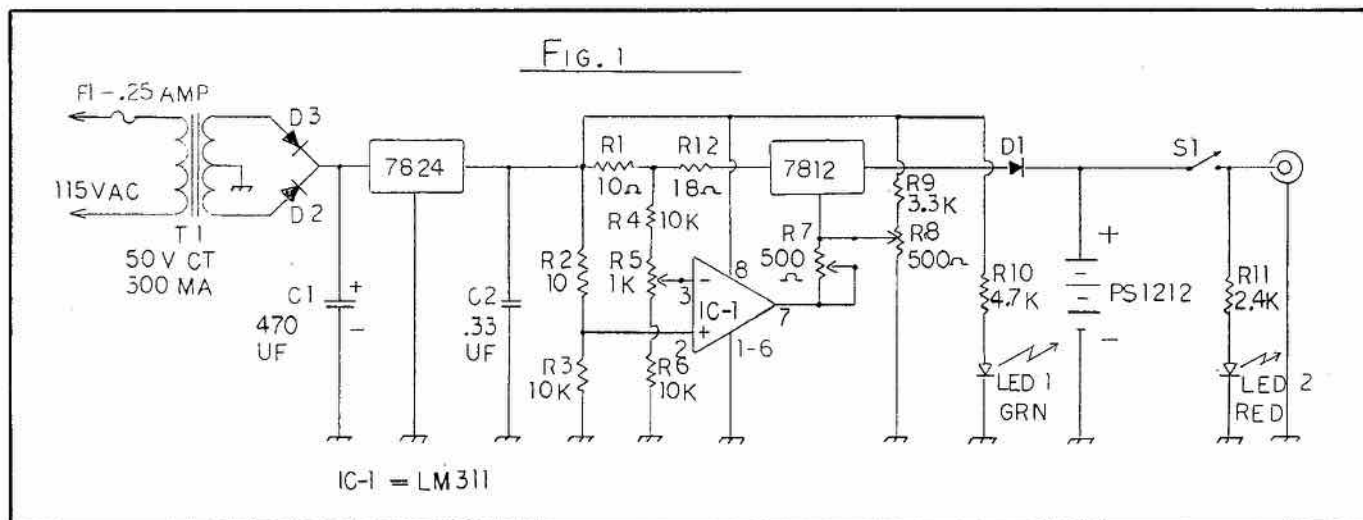 FIG. 1
F1-.25 AMP
115VAC
T1
50V CT
300 MA
D3
D2
C1
470
UF
+
-
7824
C2
.33
UF
R1
10Ω
R12
18Ω
R4 10K
R2
10
R5
1K
R3
10K
R6
10K
3
-
2
+
IC-1
8
7
1-6
7812
R7
500
Ω
R9
3.3K
R8
500Ω
D1
R10
4.7K
LED 1
GRN
+
PS1212
-
S1
R11
2.4K
LED 2
RED
IC-1 = LM311